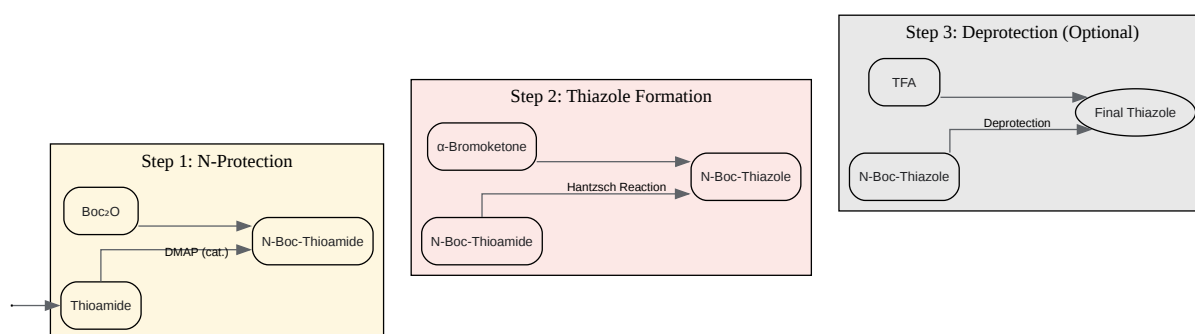 Step 1: N-Protection
Boc₂O
N-Boc-Thioamide
DMAP (cat.)
Thioamide
Step 2: Thiazole Formation
α-Bromoketone
N-Boc-Thiazole
Hantzsch Reaction
N-Boc-Thioamide
Step 3: Deprotection (Optional)
TFA
Final Thiazole
Deprotection
N-Boc-Thiazole